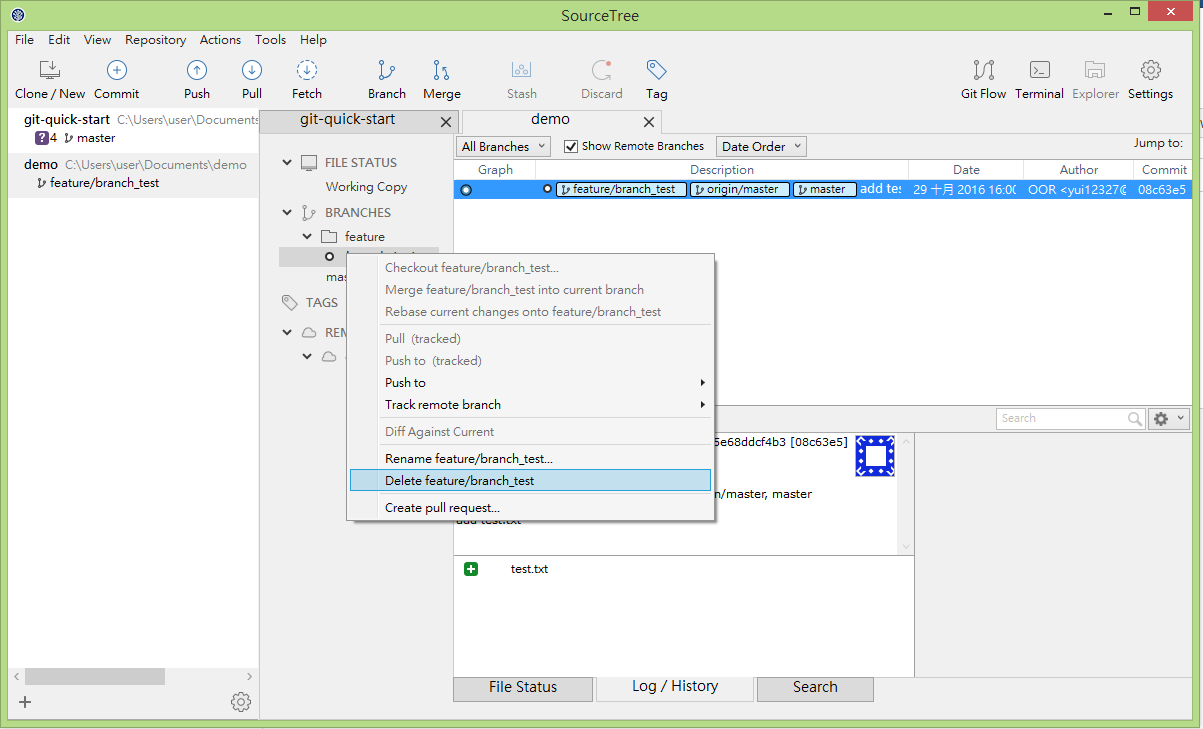 SourceTree
File Edit View Repository Actions Tools Help
Clone / New Commit Push Pull Fetch Branch Merge Stash Discard Tag Git Flow Terminal Explorer Settings
git-quick-start C:\Users\user\Documents
? 4 master
demo C:\Users\user\Documents\demo
feature/branch_test
git-quick-start demo
All Branches Show Remote Branches Date Order Jump to:
Graph Description Date Author Commit
feature/branch_test origin/master master add tes 29 十月 2016 16:00 OOR <yui12327@ 08c63e5
FILE STATUS
Working Copy
BRANCHES
feature
mas
TAGS
REM
Checkout feature/branch_test...
Merge feature/branch_test into current branch
Rebase current changes onto feature/branch_test
Pull (tracked)
Push to (tracked)
Push to
Track remote branch
Diff Against Current
Rename feature/branch_test...
Delete feature/branch_test
Create pull request...
Search
5e68ddcf4b3 [08c63e5]
n/master, master
add test.txt
test.txt
File Status Log / History Search